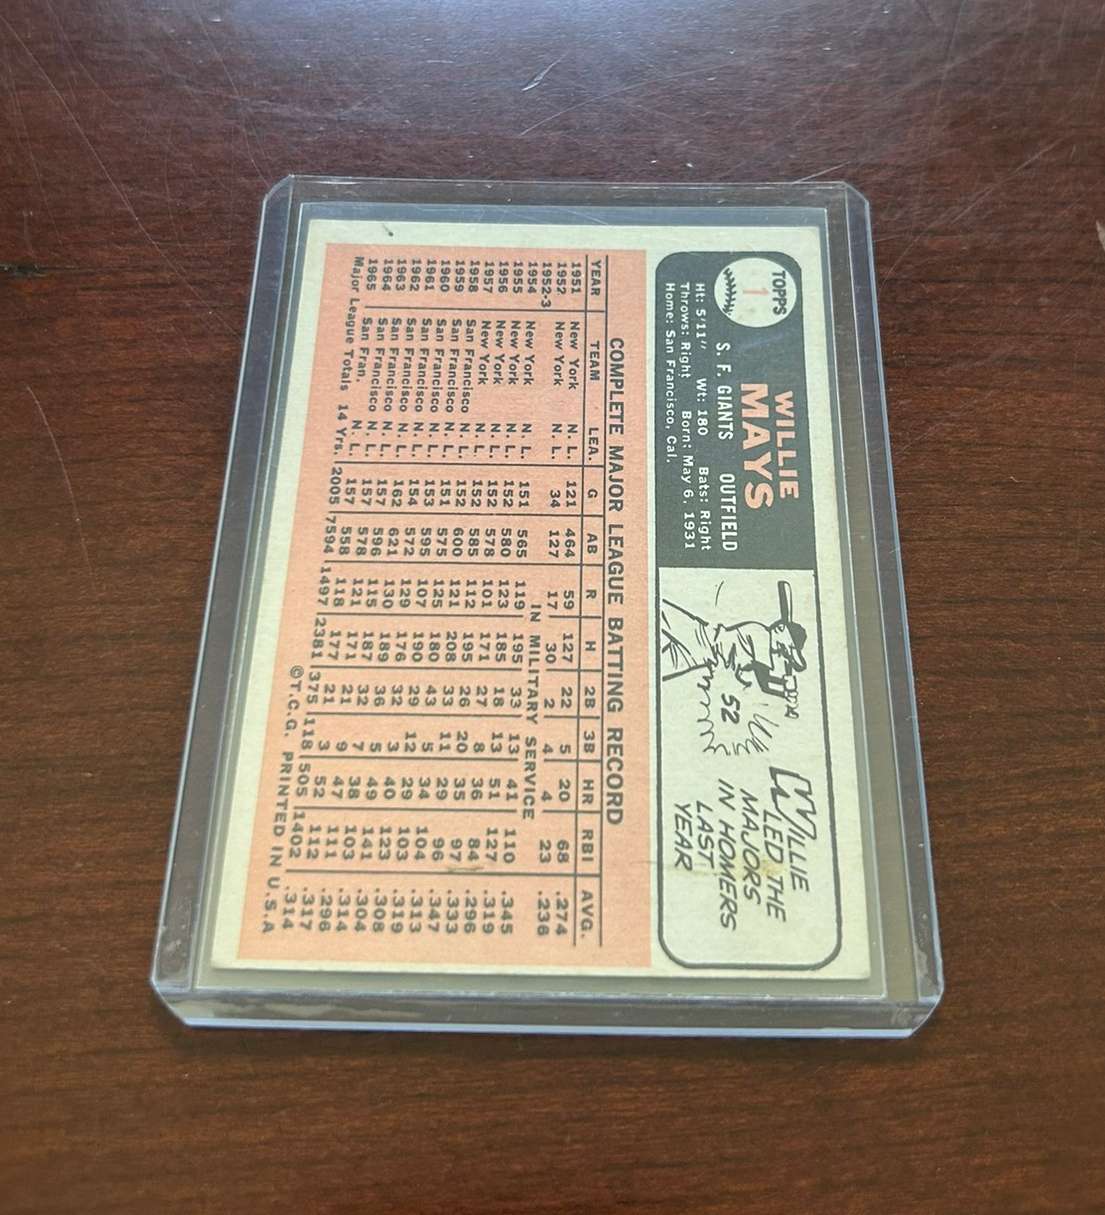 TOPPS
1
WILLIE
MAYS
S. F. GIANTS OUTFIELD
Ht: 5'11" Wt: 180 Bats: Right
Throws: Right Born: May 6, 1931
Home: San Francisco, Cal.
WILLIE
LED THE
MAJORS
IN HOMERS
LAST
YEAR
52
COMPLETE MAJOR LEAGUE BATTING RECORD
YEAR TEAM LEA. G AB R H 2B 3B HR RBI AVG.
1951 New York N. L. 121 464 59 127 22 5 20 68 .274
1952 New York N. L. 34 127 17 30 2 4 4 23 .236
1952-3 IN MILITARY SERVICE
1954 New York N. L. 151 565 119 195 33 13 41 110 .345
1955 New York N. L. 152 580 123 185 18 13 51 127 .319
1956 New York N. L. 152 578 101 171 27 8 36 84 .296
1957 New York N. L. 152 585 112 195 26 20 35 97 .333
1958 San Francisco N. L. 152 600 121 208 33 11 29 96 .347
1959 San Francisco N. L. 151 575 125 180 43 5 34 104 .313
1960 San Francisco N. L. 153 595 107 190 29 12 29 103 .319
1961 San Francisco N. L. 154 572 129 176 32 3 40 123 .308
1962 San Francisco N. L. 162 621 130 189 36 5 49 141 .304
1963 San Francisco N. L. 157 596 115 187 32 7 38 103 .314
1964 San Francisco N. L. 157 578 121 171 21 9 47 111 .296
1965 San Fran. N. L. 157 558 118 177 21 3 52 112 .317
Major League Totals 14 Yrs. 2005 7594 1497 2381 375 118 505 1402 .314
©T.C.G. PRINTED IN U.S.A